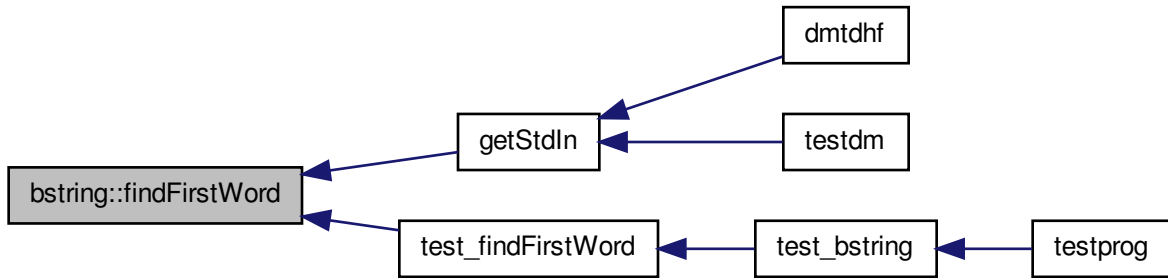 dmtdhf
getStdIn
testdm
bstring::findFirstWord
test_findFirstWord
test_bstring
testprog